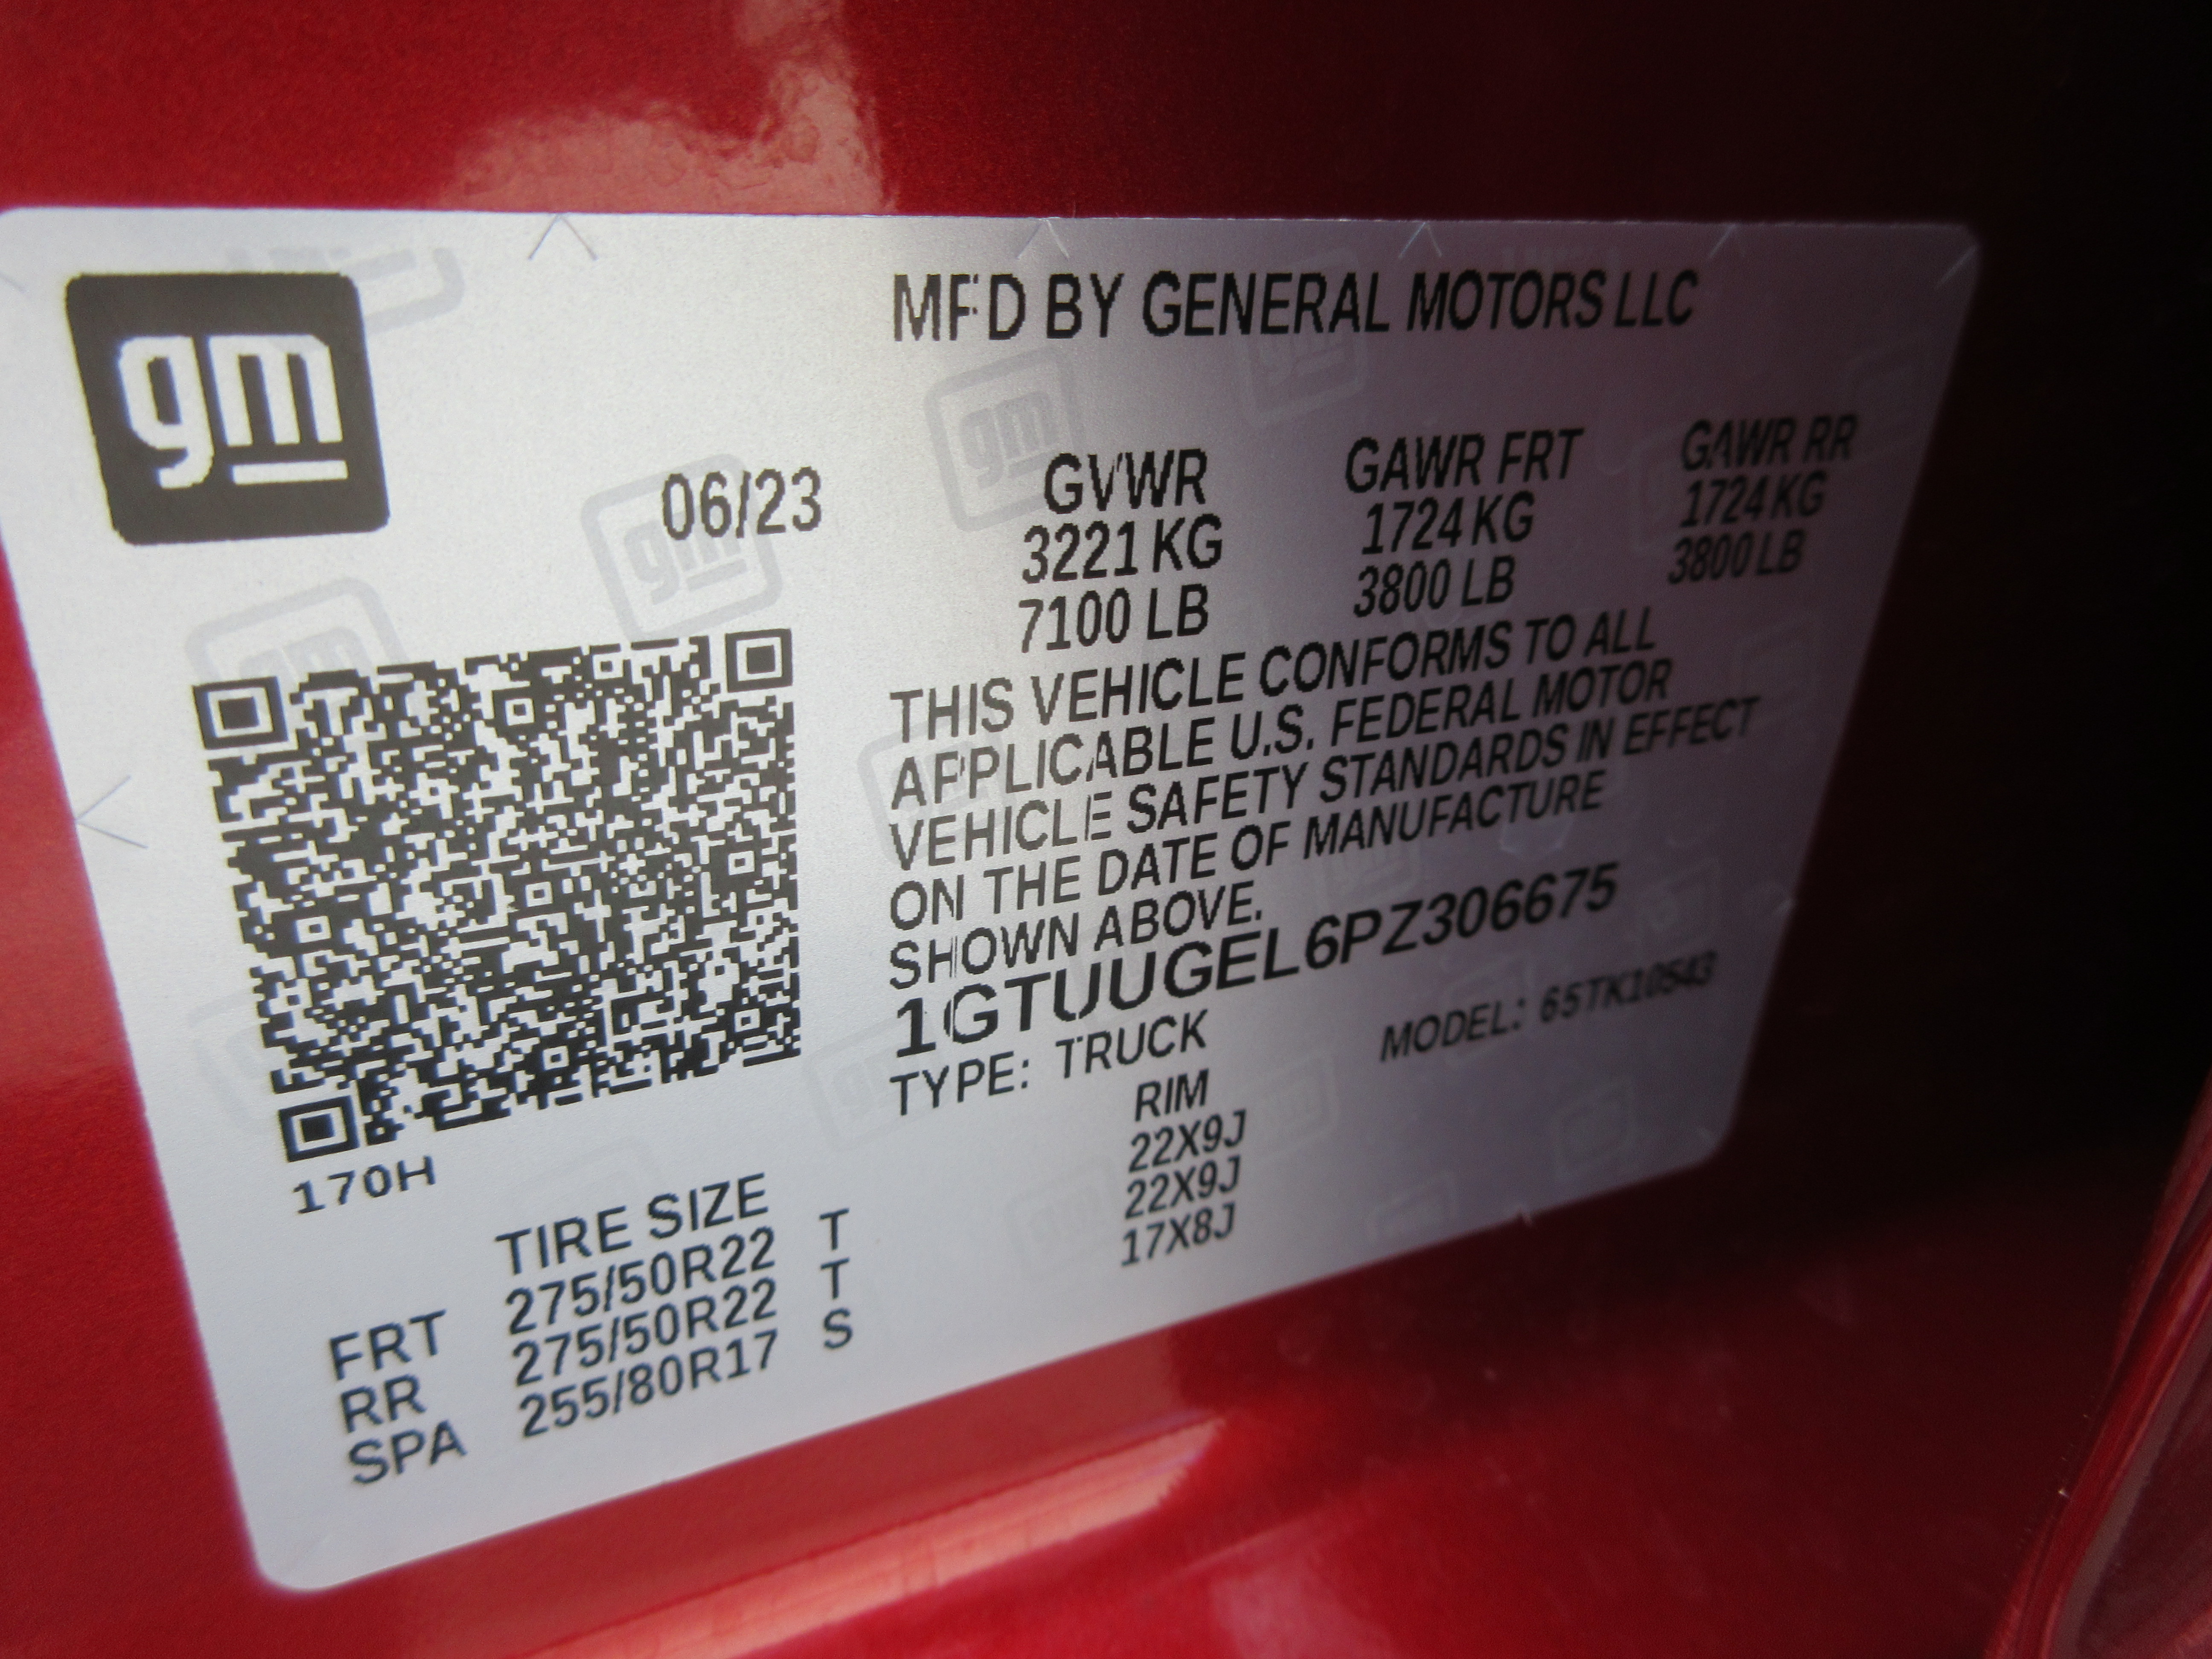 gm
MFD BY GENERAL MOTORS LLC
06/23
GVWR GAWR FRT GAWR RR
3221 KG 1724 KG 1724 KG
7100 LB 3800 LB 3800 LB
THIS VEHICLE CONFORMS TO ALL
APPLICABLE U.S. FEDERAL MOTOR
VEHICLE SAFETY STANDARDS IN EFFECT
ON THE DATE OF MANUFACTURE
SHOWN ABOVE.
1GTUUGEL6PZ306675
TYPE: TRUCK MODEL: 65TK10543
170H
TIRE SIZE RIM
FRT 275/50R22 T 22X9J
RR 275/50R22 T 22X9J
SPA 255/80R17 S 17X8J